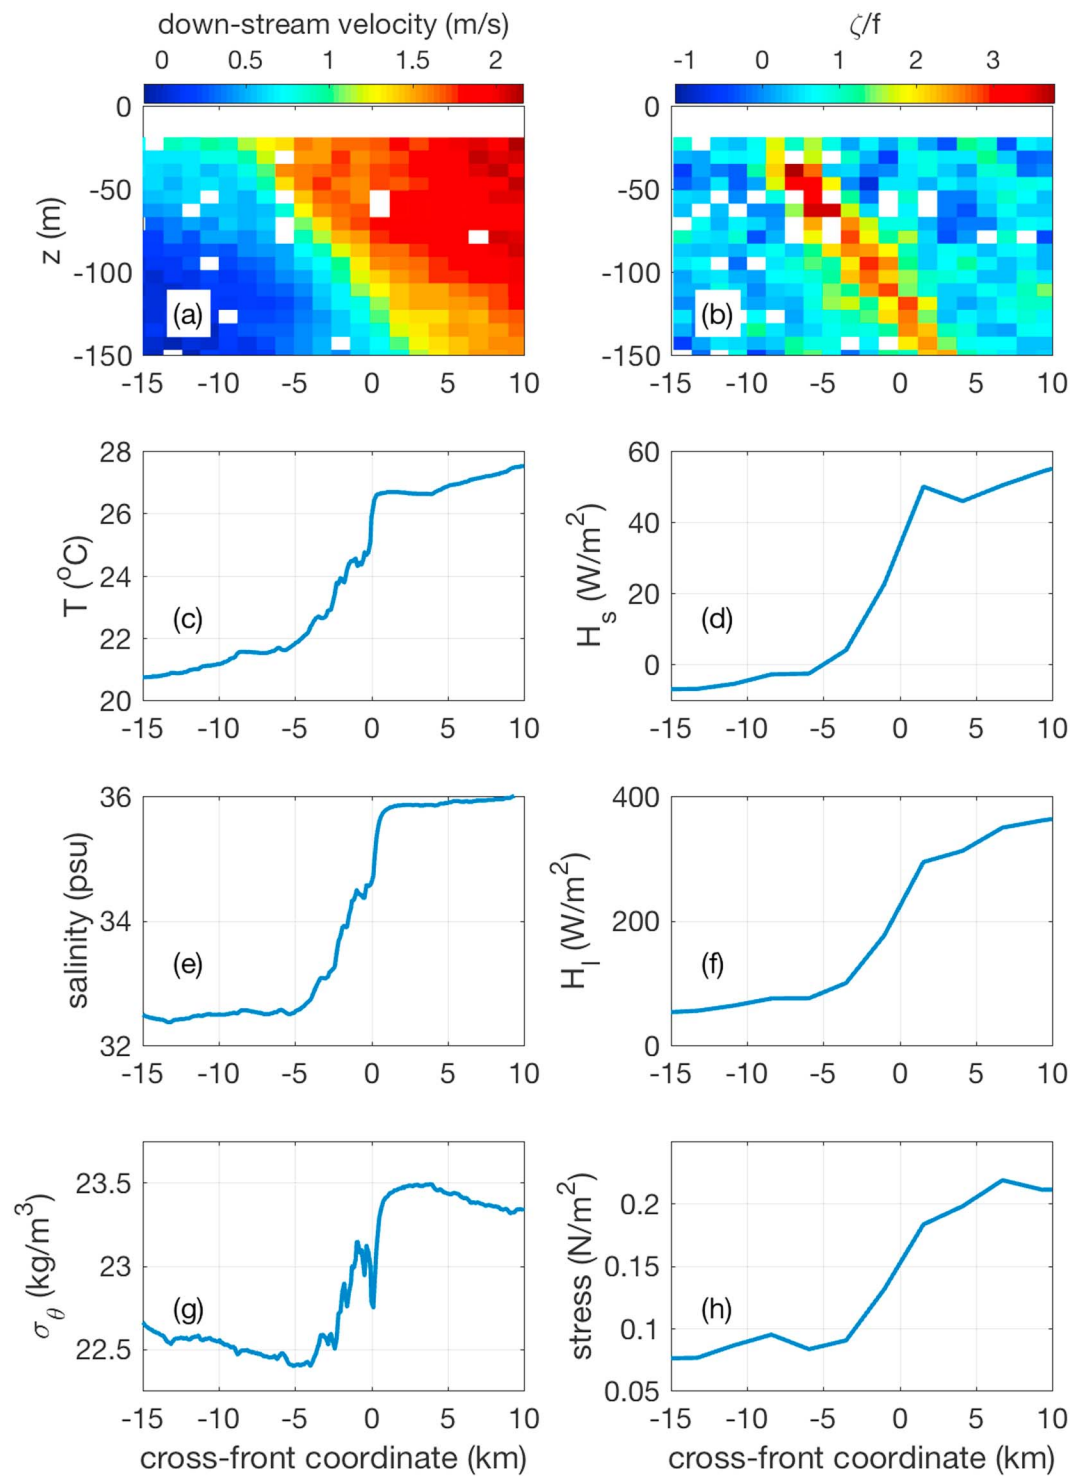 down-stream velocity (m/s)
0 0.5 1 1.5 2
0
-50
-100
-150
z (m)
(a)
-15 -10 -5 0 5 10
ζ/f
-1 0 1 2 3
0
-50
-100
-150
(b)
-15 -10 -5 0 5 10
28
26
24
22
20
T (°C)
(c)
-15 -10 -5 0 5 10
60
40
20
0
H_s (W/m²)
(d)
-15 -10 -5 0 5 10
36
34
32
salinity (psu)
(e)
-15 -10 -5 0 5 10
400
200
0
H_l (W/m²)
(f)
-15 -10 -5 0 5 10
23.5
23
22.5
σ_θ (kg/m³)
(g)
-15 -10 -5 0 5 10
cross-front coordinate (km)
0.2
0.15
0.1
0.05
stress (N/m²)
(h)
-15 -10 -5 0 5 10
cross-front coordinate (km)